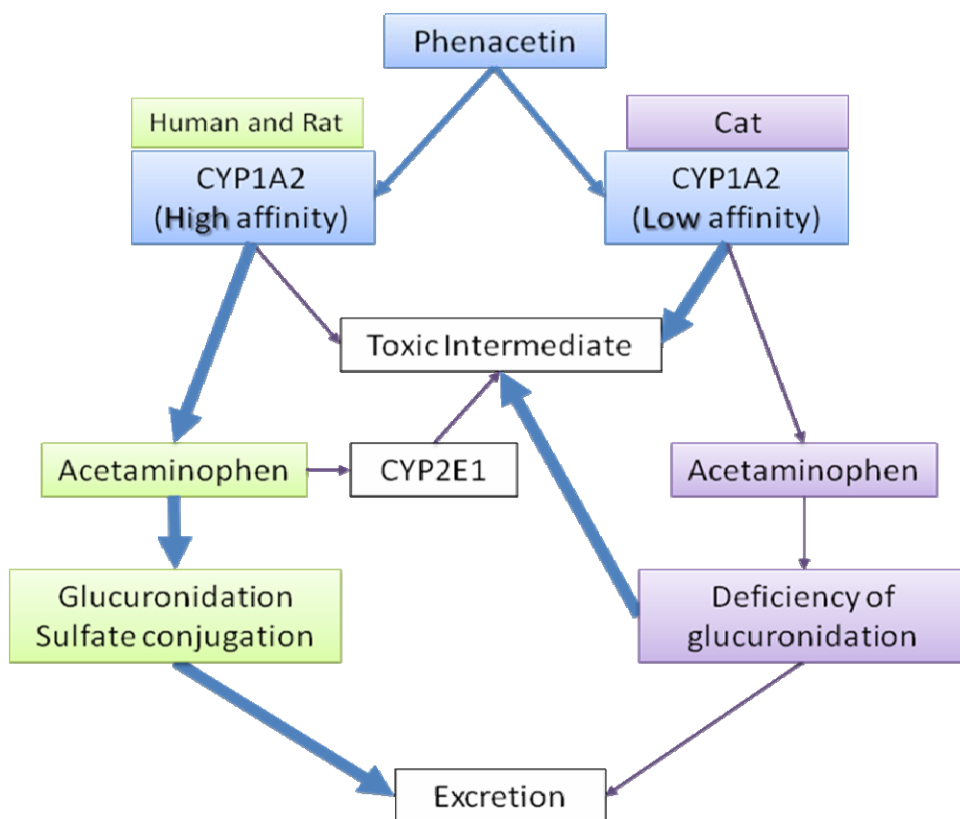 Phenacetin
Human and Rat
Cat
CYP1A2
(High affinity)
CYP1A2
(Low affinity)
Toxic Intermediate
Acetaminophen
CYP2E1
Acetaminophen
Glucuronidation
Sulfate conjugation
Deficiency of
glucuronidation
Excretion